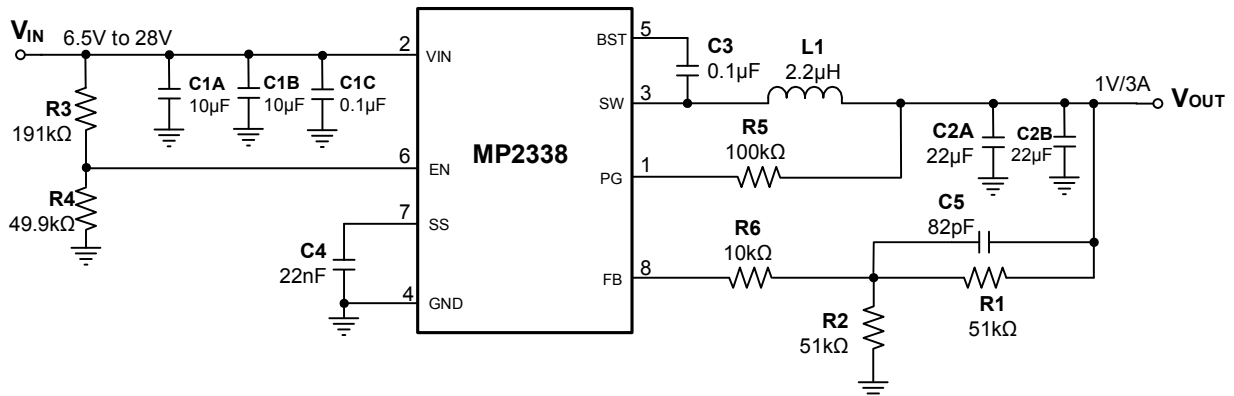 VIN
6.5V to 28V
R3
191kΩ
R4
49.9kΩ
C1A
10μF
C1B
10μF
C1C
0.1μF
2
VIN
6
EN
7
SS
C4
22nF
4
GND
MP2338
5
BST
C3
0.1μF
L1
2.2μH
3
SW
1V/3A
VOUT
R5
100kΩ
1
PG
C2A
22μF
C2B
22μF
C5
82pF
R6
10kΩ
8
FB
R2
51kΩ
R1
51kΩ